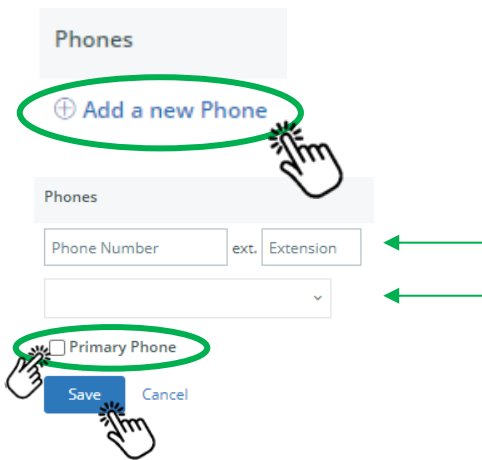 Phones
Add a new Phone
Phones
Phone Number ext. Extension
Primary Phone
Save Cancel